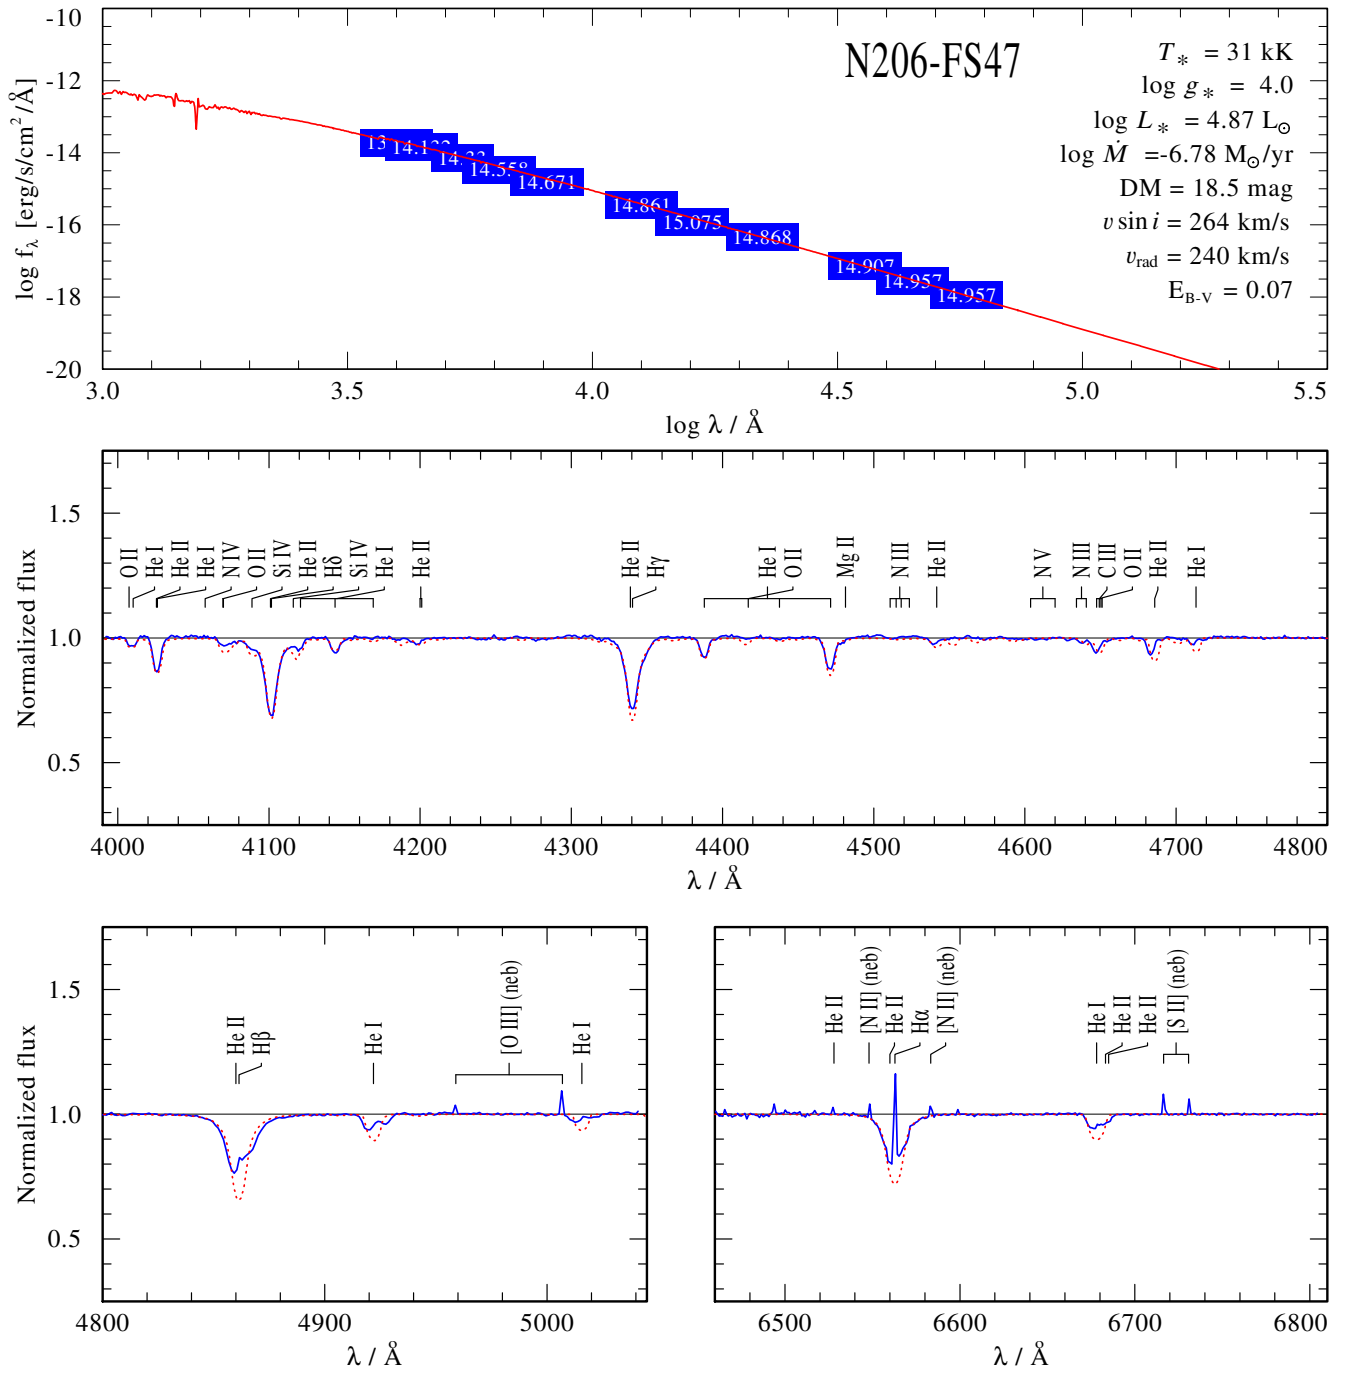 N206-FS47
T* = 31 kK
log g* = 4.0
log L* = 4.87 L⊙
log Ṁ =-6.78 M⊙/yr
DM = 18.5 mag
v sin i = 264 km/s
vrad = 240 km/s
EB-V = 0.07
14.558
14.671
14.861
15.075
14.868
14.907
14.957
14.957
-10
-12
-14
-16
-18
-20
log fλ [erg/s/cm2/Å]
3.0 3.5 4.0 4.5 5.0 5.5
log λ / Å
O II
He I
He II
He I
N IV
O II
Si IV
He II
Hδ
Si IV
He I
He II
He II
Hγ
He I
O II
Mg II
N III
He II
N V
N III
C III
O II
He II
He I
1.5
1.0
0.5
Normalized flux
4000 4100 4200 4300 4400 4500 4600 4700 4800
λ / Å
He II
Hβ
He I
[O III] (neb)
He I
1.5
1.0
0.5
Normalized flux
4800 4900 5000
λ / Å
He II
[N II] (neb)
He II
Hα
[N II] (neb)
He I
He II
He II
[S II] (neb)
6500 6600 6700 6800
λ / Å